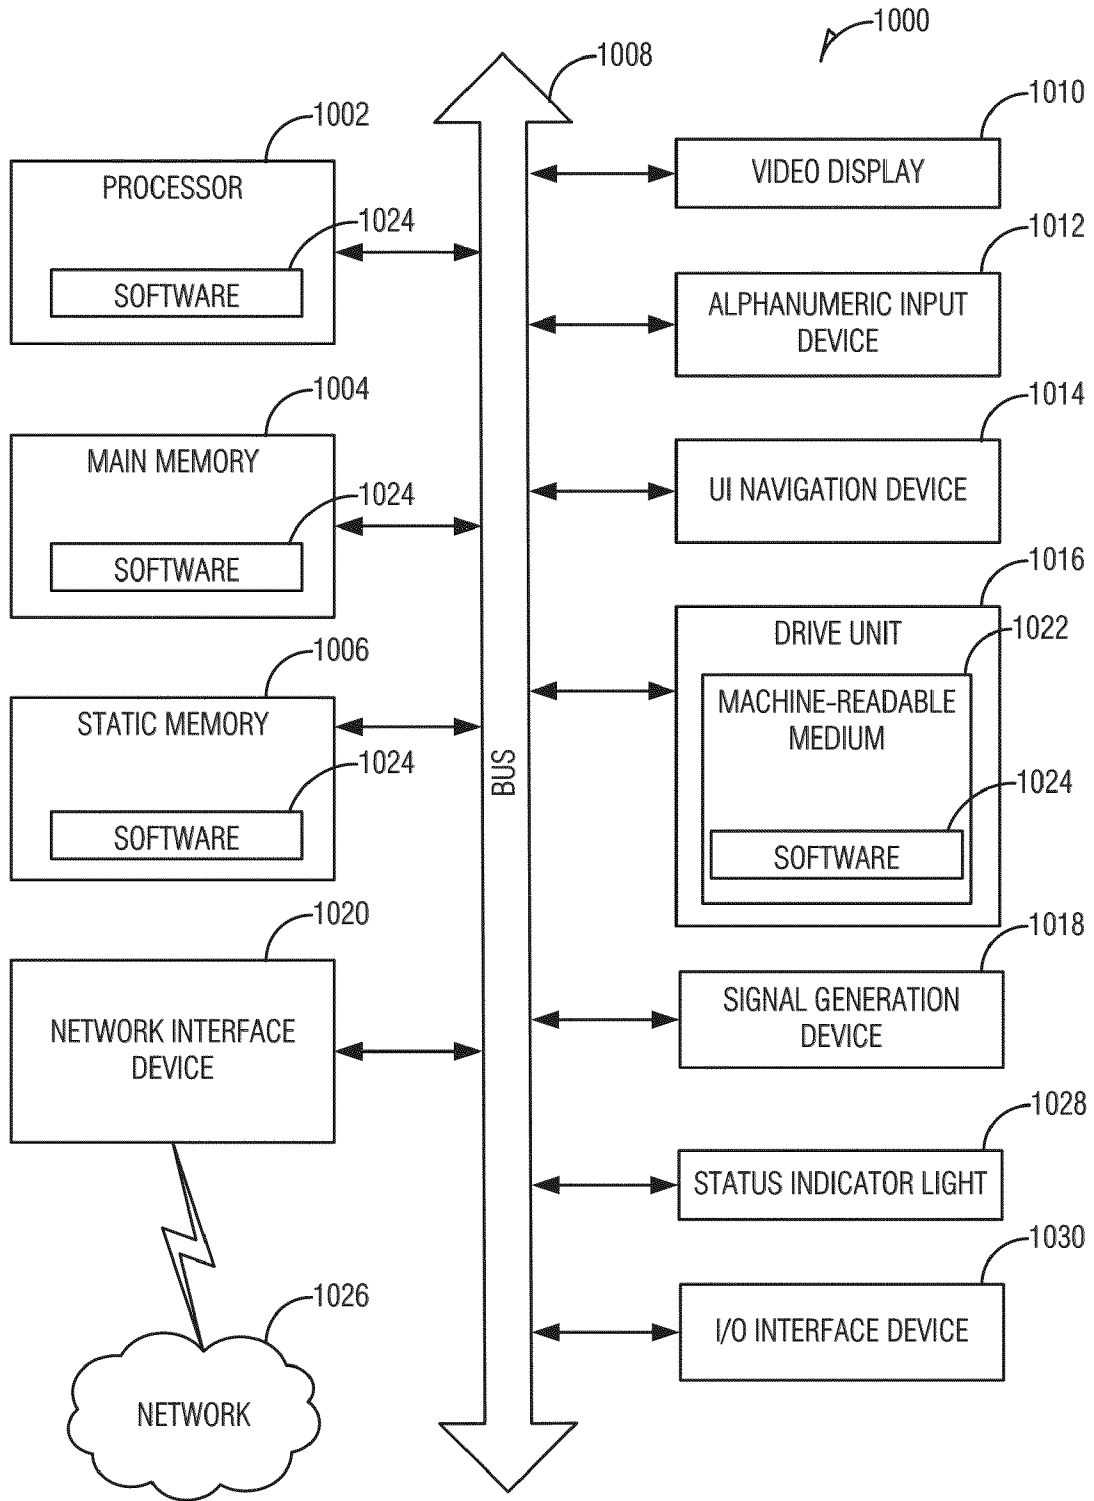 1000
1008
1002
PROCESSOR
1024
SOFTWARE
1004
MAIN MEMORY
1024
SOFTWARE
1006
STATIC MEMORY
1024
SOFTWARE
1020
NETWORK INTERFACE
DEVICE
1026
NETWORK
BUS
1010
VIDEO DISPLAY
1012
ALPHANUMERIC INPUT
DEVICE
1014
UI NAVIGATION DEVICE
1016
DRIVE UNIT
1022
MACHINE-READABLE
MEDIUM
1024
SOFTWARE
1018
SIGNAL GENERATION
DEVICE
1028
STATUS INDICATOR LIGHT
1030
I/O INTERFACE DEVICE